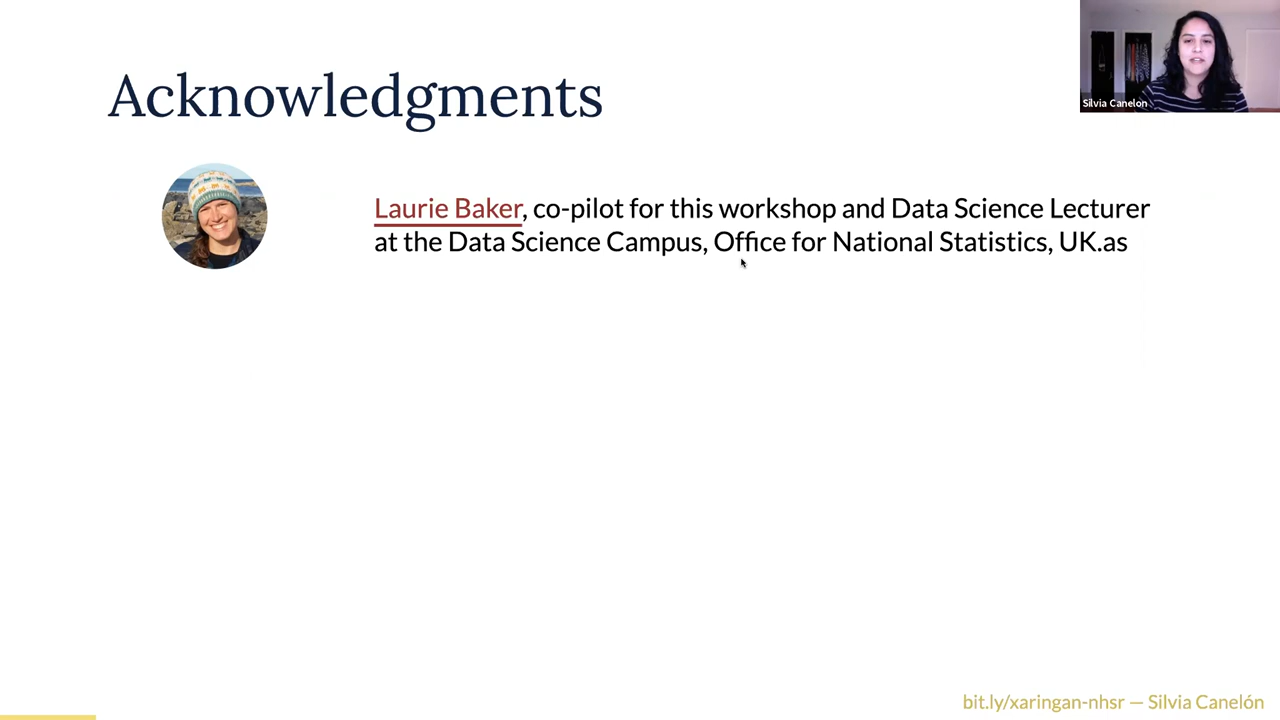 Acknowledgments
Silvia Canelon
Laurie Baker, co-pilot for this workshop and Data Science Lecturer
at the Data Science Campus, Office for National Statistics, UK.as
bit.ly/xaringan-nhsr — Silvia Canelón